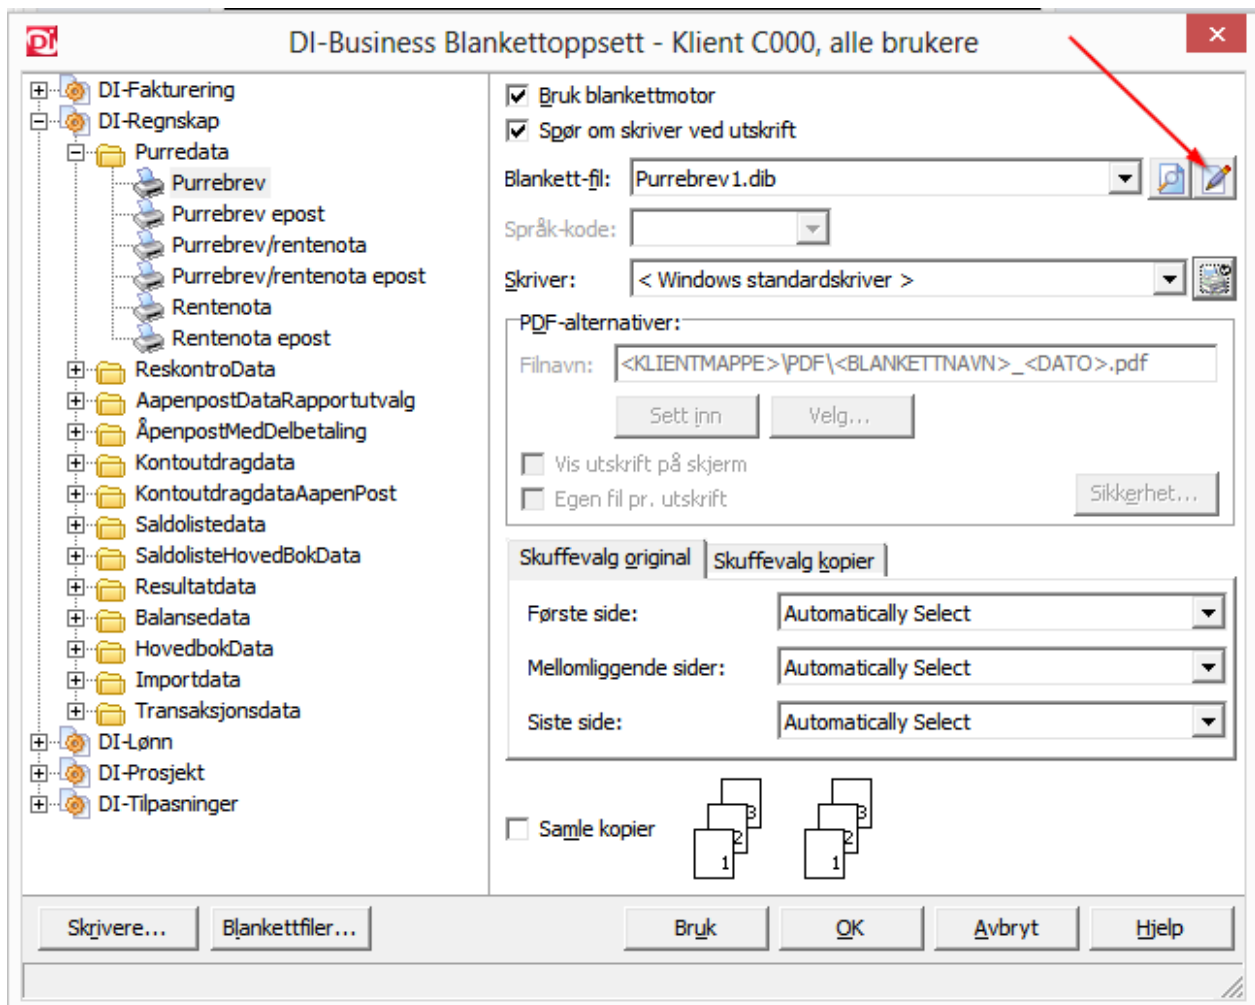 Di
DI-Business Blankettoppsett - Klient C000, alle brukere
DI-Fakturering
DI-Regnskap
Purredata
Purrebrev
Purrebrev epost
Purrebrev/rentenota
Purrebrev/rentenota epost
Rentenota
Rentenota epost
ReskontroData
AapenpostDataRapportutvalg
ÅpenpostMedDelbetaling
Kontoutdragdata
KontoutdragdataAapenPost
Saldolistedata
SaldolisteHovedBokData
Resultatdata
Balansedata
HovedbokData
Importdata
Transaksjonsdata
DI-Lønn
DI-Prosjekt
DI-Tilpasninger
Bruk blankettmotor
Spør om skriver ved utskrift
Blankett-fil: Purrebrev1.dib
Språk-kode:
Skriver: < Windows standardskriver >
PDF-alternativer:
Filnavn: <KLIENTMAPPE>\PDF\<BLANKETTNAVN>_<DATO>.pdf
Sett inn Velg...
Vis utskrift på skjerm
Egen fil pr. utskrift
Sikkerhet...
Skuffevalg original Skuffevalg kopier
Første side: Automatically Select
Mellomliggende sider: Automatically Select
Siste side: Automatically Select
Samle kopier
3 3
2 2
1 1
Skrivere... Blankettfiler... Bruk OK Avbryt Hjelp